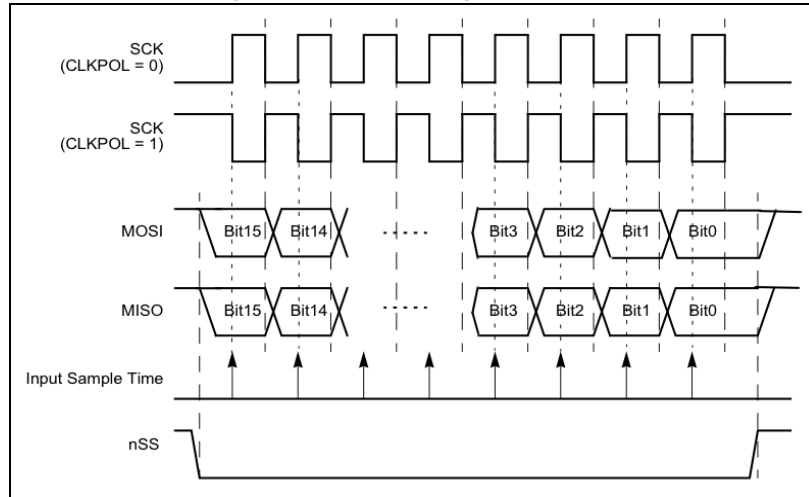 SCK
(CLKPOL = 0)
SCK
(CLKPOL = 1)
MOSI
Bit15 Bit14 ..... Bit3 Bit2 Bit1 Bit0
MISO
Bit15 Bit14 ..... Bit3 Bit2 Bit1 Bit0
Input Sample Time
nSS